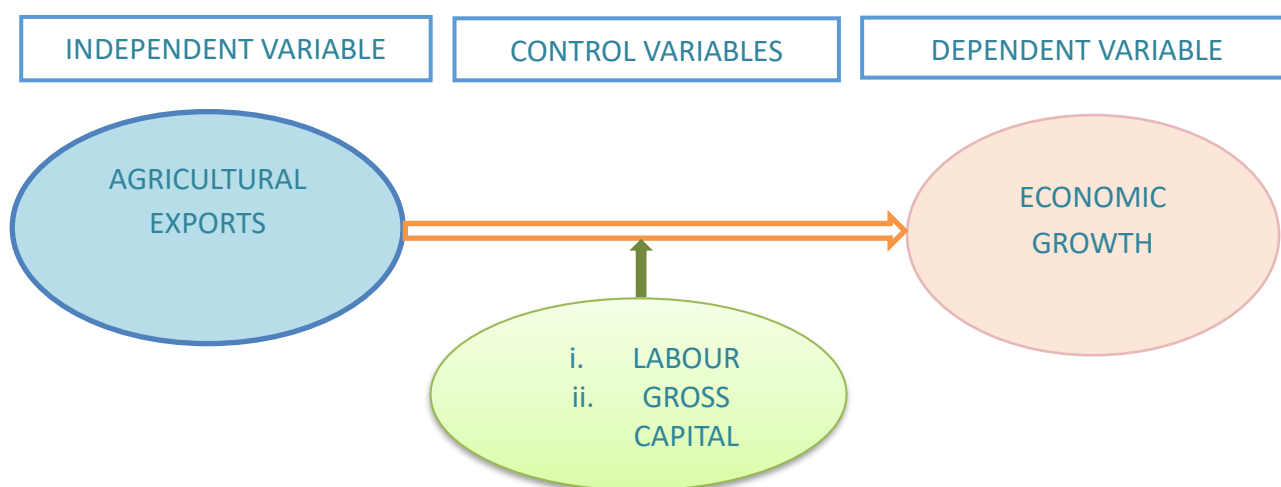 INDEPENDENT VARIABLE
CONTROL VARIABLES
DEPENDENT VARIABLE
AGRICULTURAL
EXPORTS
ECONOMIC
GROWTH
i. LABOUR
ii. GROSS
CAPITAL